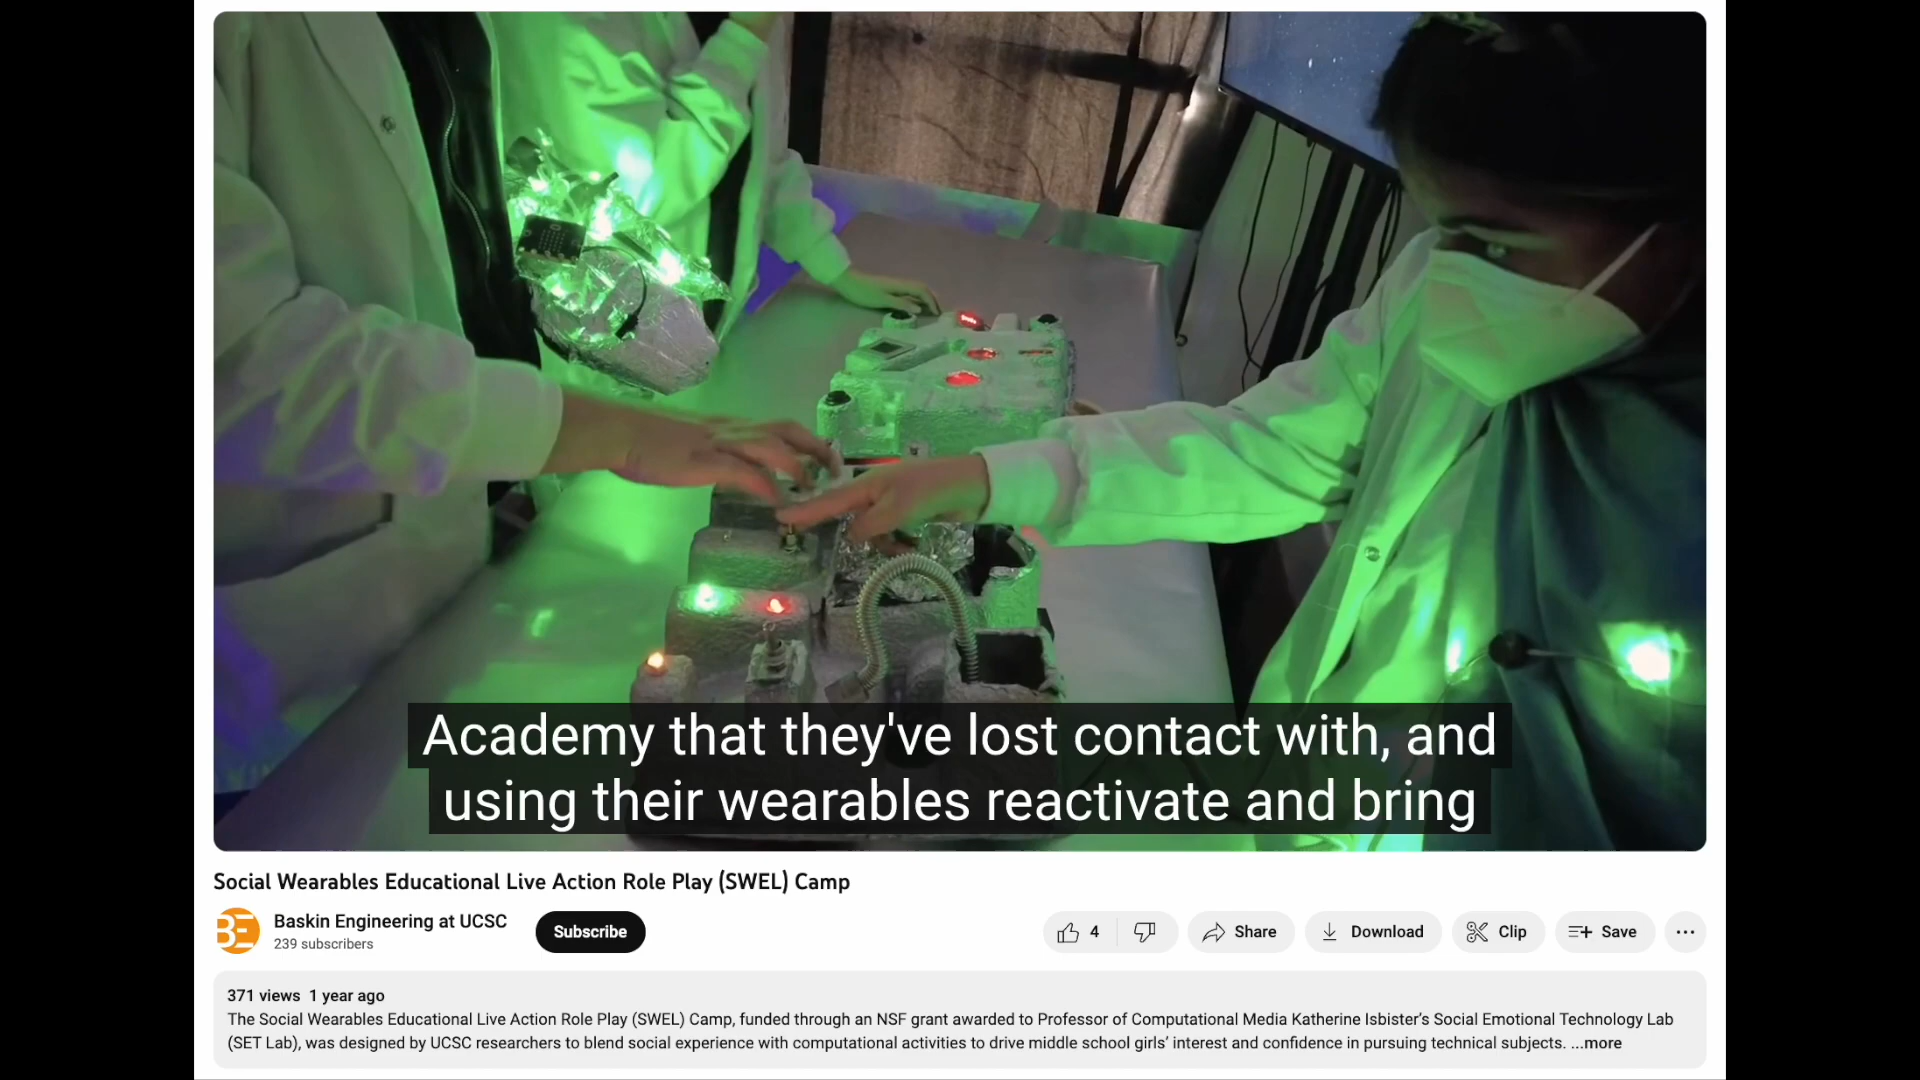 Academy that they've lost contact with, and
using their wearables reactivate and bring
Social Wearables Educational Live Action Role Play (SWEL) Camp
BE
Baskin Engineering at UCSC
239 subscribers
Subscribe
4
Share
Download
Clip
Save
371 views 1 year ago
The Social Wearables Educational Live Action Role Play (SWEL) Camp, funded through an NSF grant awarded to Professor of Computational Media Katherine Isbister's Social Emotional Technology Lab
(SET Lab), was designed by UCSC researchers to blend social experience with computational activities to drive middle school girls' interest and confidence in pursuing technical subjects. ...more